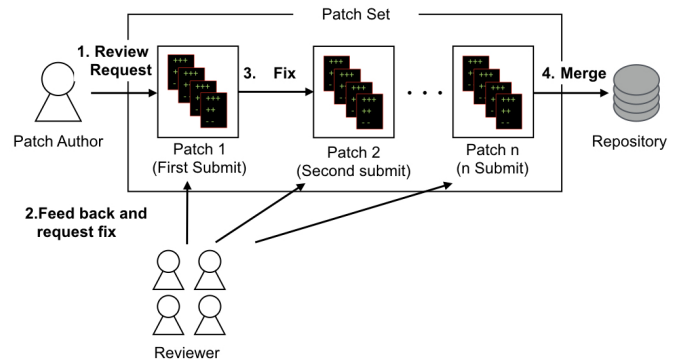 Patch Set
1. Review
Request
3. Fix
4. Merge
Patch Author
Patch 1
(First Submit)
Patch 2
(Second submit)
. . .
Patch n
(n Submit)
Repository
2.Feed back and
request fix
Reviewer